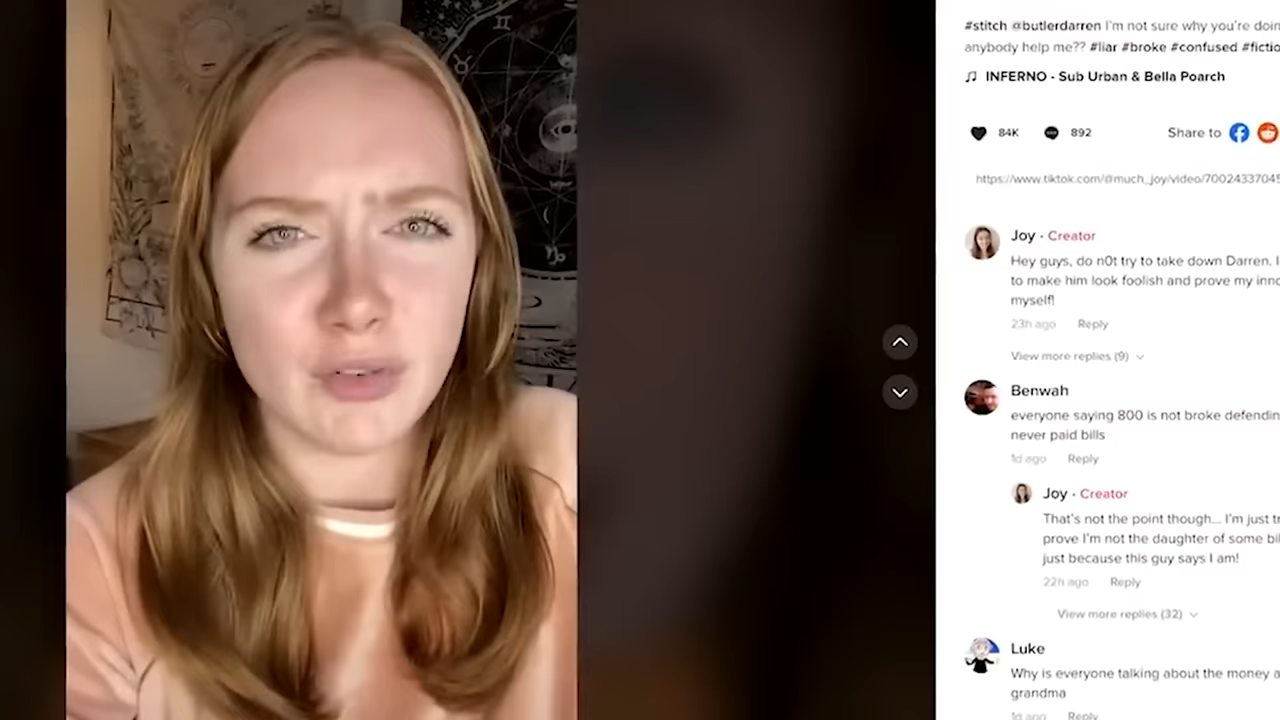 #stitch @butlerdarren I'm not sure why you're doin
anybody help me?? #liar #broke #confused #fictio
INFERNO - Sub Urban & Bella Poarch
84K
892
Share to
https://www.tiktok.com/@much_joy/video/7002433704
Joy · Creator
Hey guys, do n0t try to take down Darren. I
to make him look foolish and prove my inno
myself!
23h ago Reply
View more replies (9)
Benwah
everyone saying 800 is not broke defendin
never paid bills
1d ago Reply
Joy · Creator
That's not the point though... I'm just tr
prove I'm not the daughter of some bil
just because this guy says I am!
22h ago Reply
View more replies (32)
Luke
Why is everyone talking about the money a
grandma
1d ago Reply